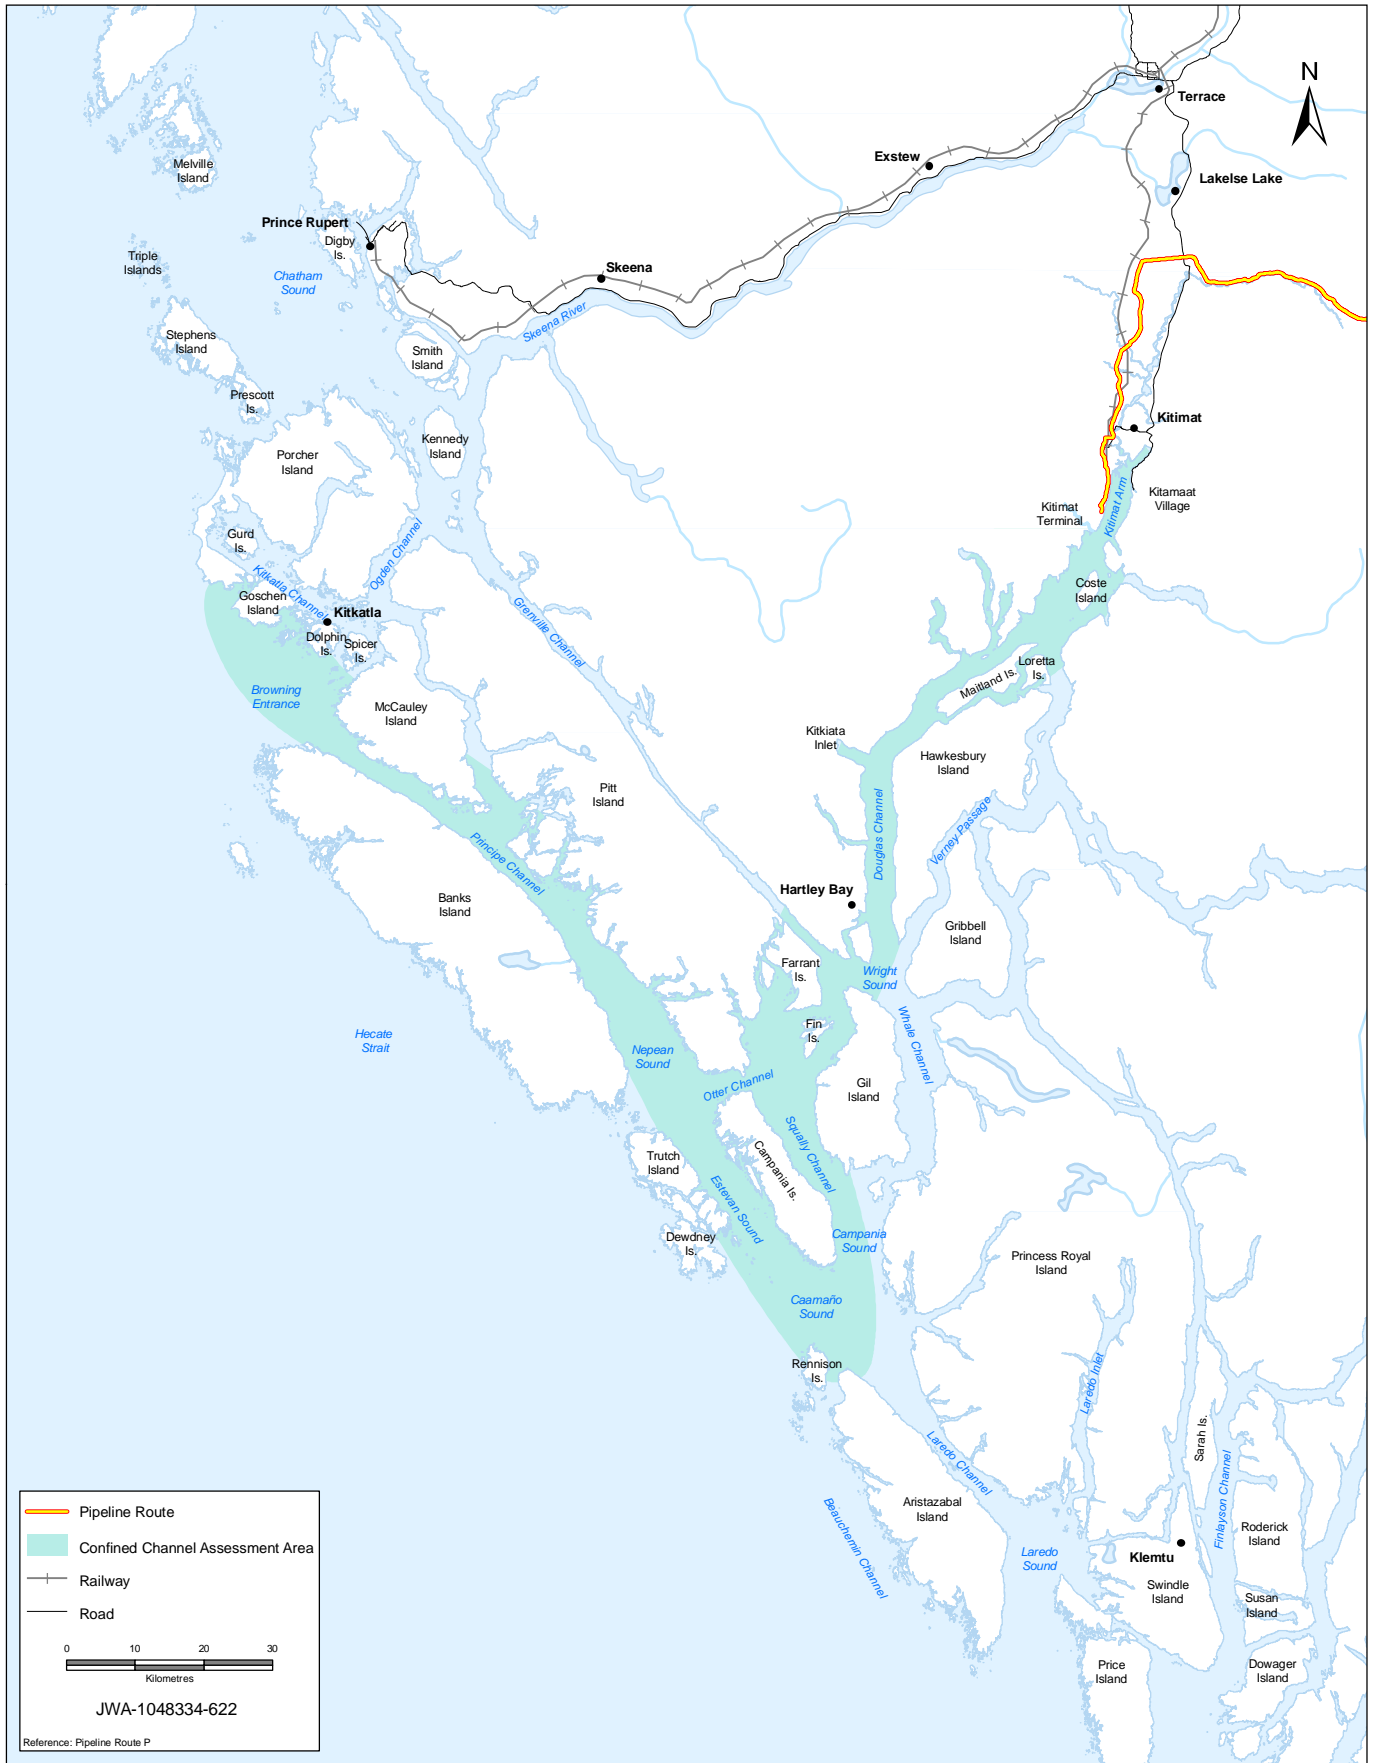 N
Terrace
Exstew
Lakelse Lake
Melville
Island
Prince Rupert
Digby
Is.
Triple
Islands
Chatham
Sound
Skeena
Skeena River
Stephens
Island
Smith
Island
Prescott
Is.
Kitimat
Kennedy
Island
Porcher
Island
Kitimat Arm
Kitamaat
Village
Kitimat
Terminal
Gurd
Is.
Ogden Channel
Kitkatla Channel
Goschen
Island
Coste
Island
Kitkatla
Grenville Channel
Dolphin
Is.
Spicer
Is.
Loretta
Is.
Maitland Is.
Browning
Entrance
McCauley
Island
Kitkiata
Inlet
Hawkesbury
Island
Pitt
Island
Douglas Channel
Verney Passage
Principe Channel
Hartley Bay
Banks
Island
Gribbell
Island
Farrant
Is.
Wright
Sound
Hecate
Strait
Fin
Is.
Whale Channel
Nepean
Sound
Otter Channel
Gil
Island
Squally Channel
Trutch
Island
Campania Is.
Estevan Sound
Dewdney
Is.
Campania
Sound
Princess Royal
Island
Caamaño
Sound
Rennison
Is.
Laredo Inlet
Sarah Is.
Laredo Channel
Finlayson Channel
Aristazabal
Island
Beauchemin Channel
Roderick
Island
Laredo
Sound
Klemtu
Swindle
Island
Susan
Island
Price
Island
Dowager
Island
Pipeline Route
Confined Channel Assessment Area
Railway
Road
0 10 20 30
Kilometres
JWA-1048334-622
Reference: Pipeline Route P